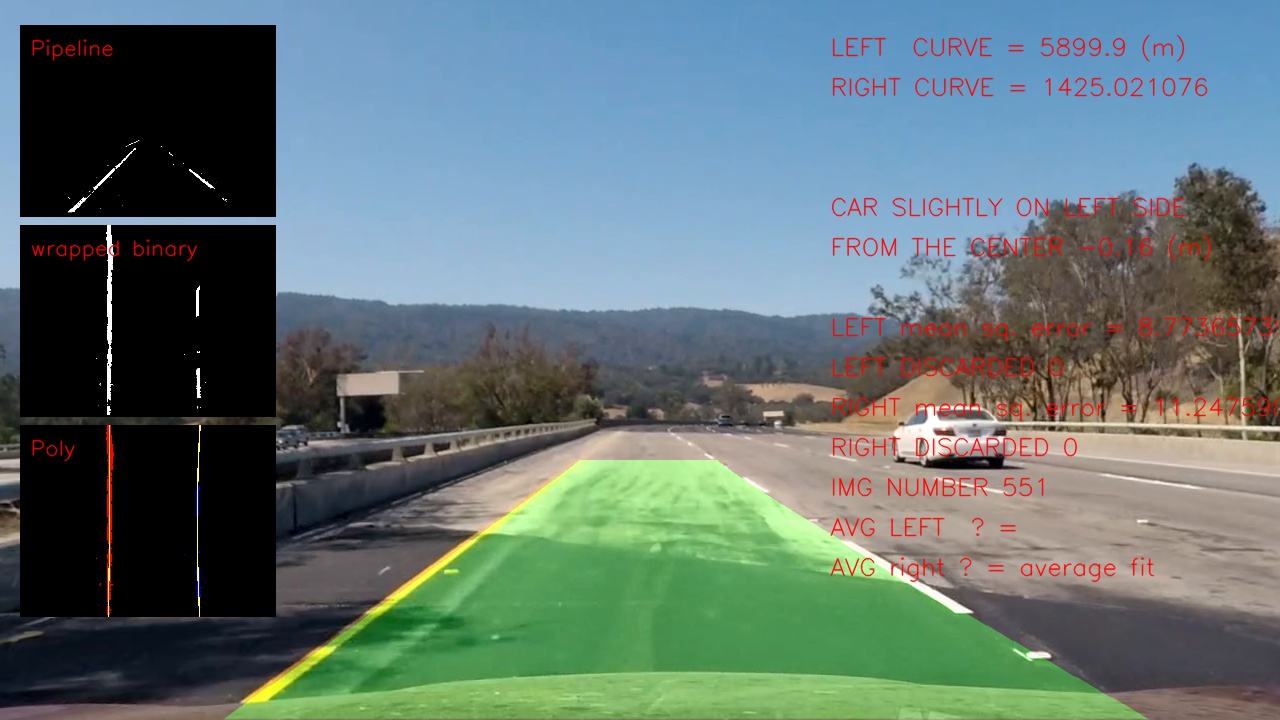 Pipeline
wrapped binary
Poly
LEFT CURVE = 5899.9 (m)
RIGHT CURVE = 1425.021076
CAR SLIGHTLY ON LEFT SIDE
FROM THE CENTER -0.16 (m)
LEFT mean sq. error = 8.7736573
LEFT DISCARDED 0
RIGHT mean sq. error = 11.24759
RIGHT DISCARDED 0
IMG NUMBER 551
AVG LEFT ? =
AVG right ? = average fit